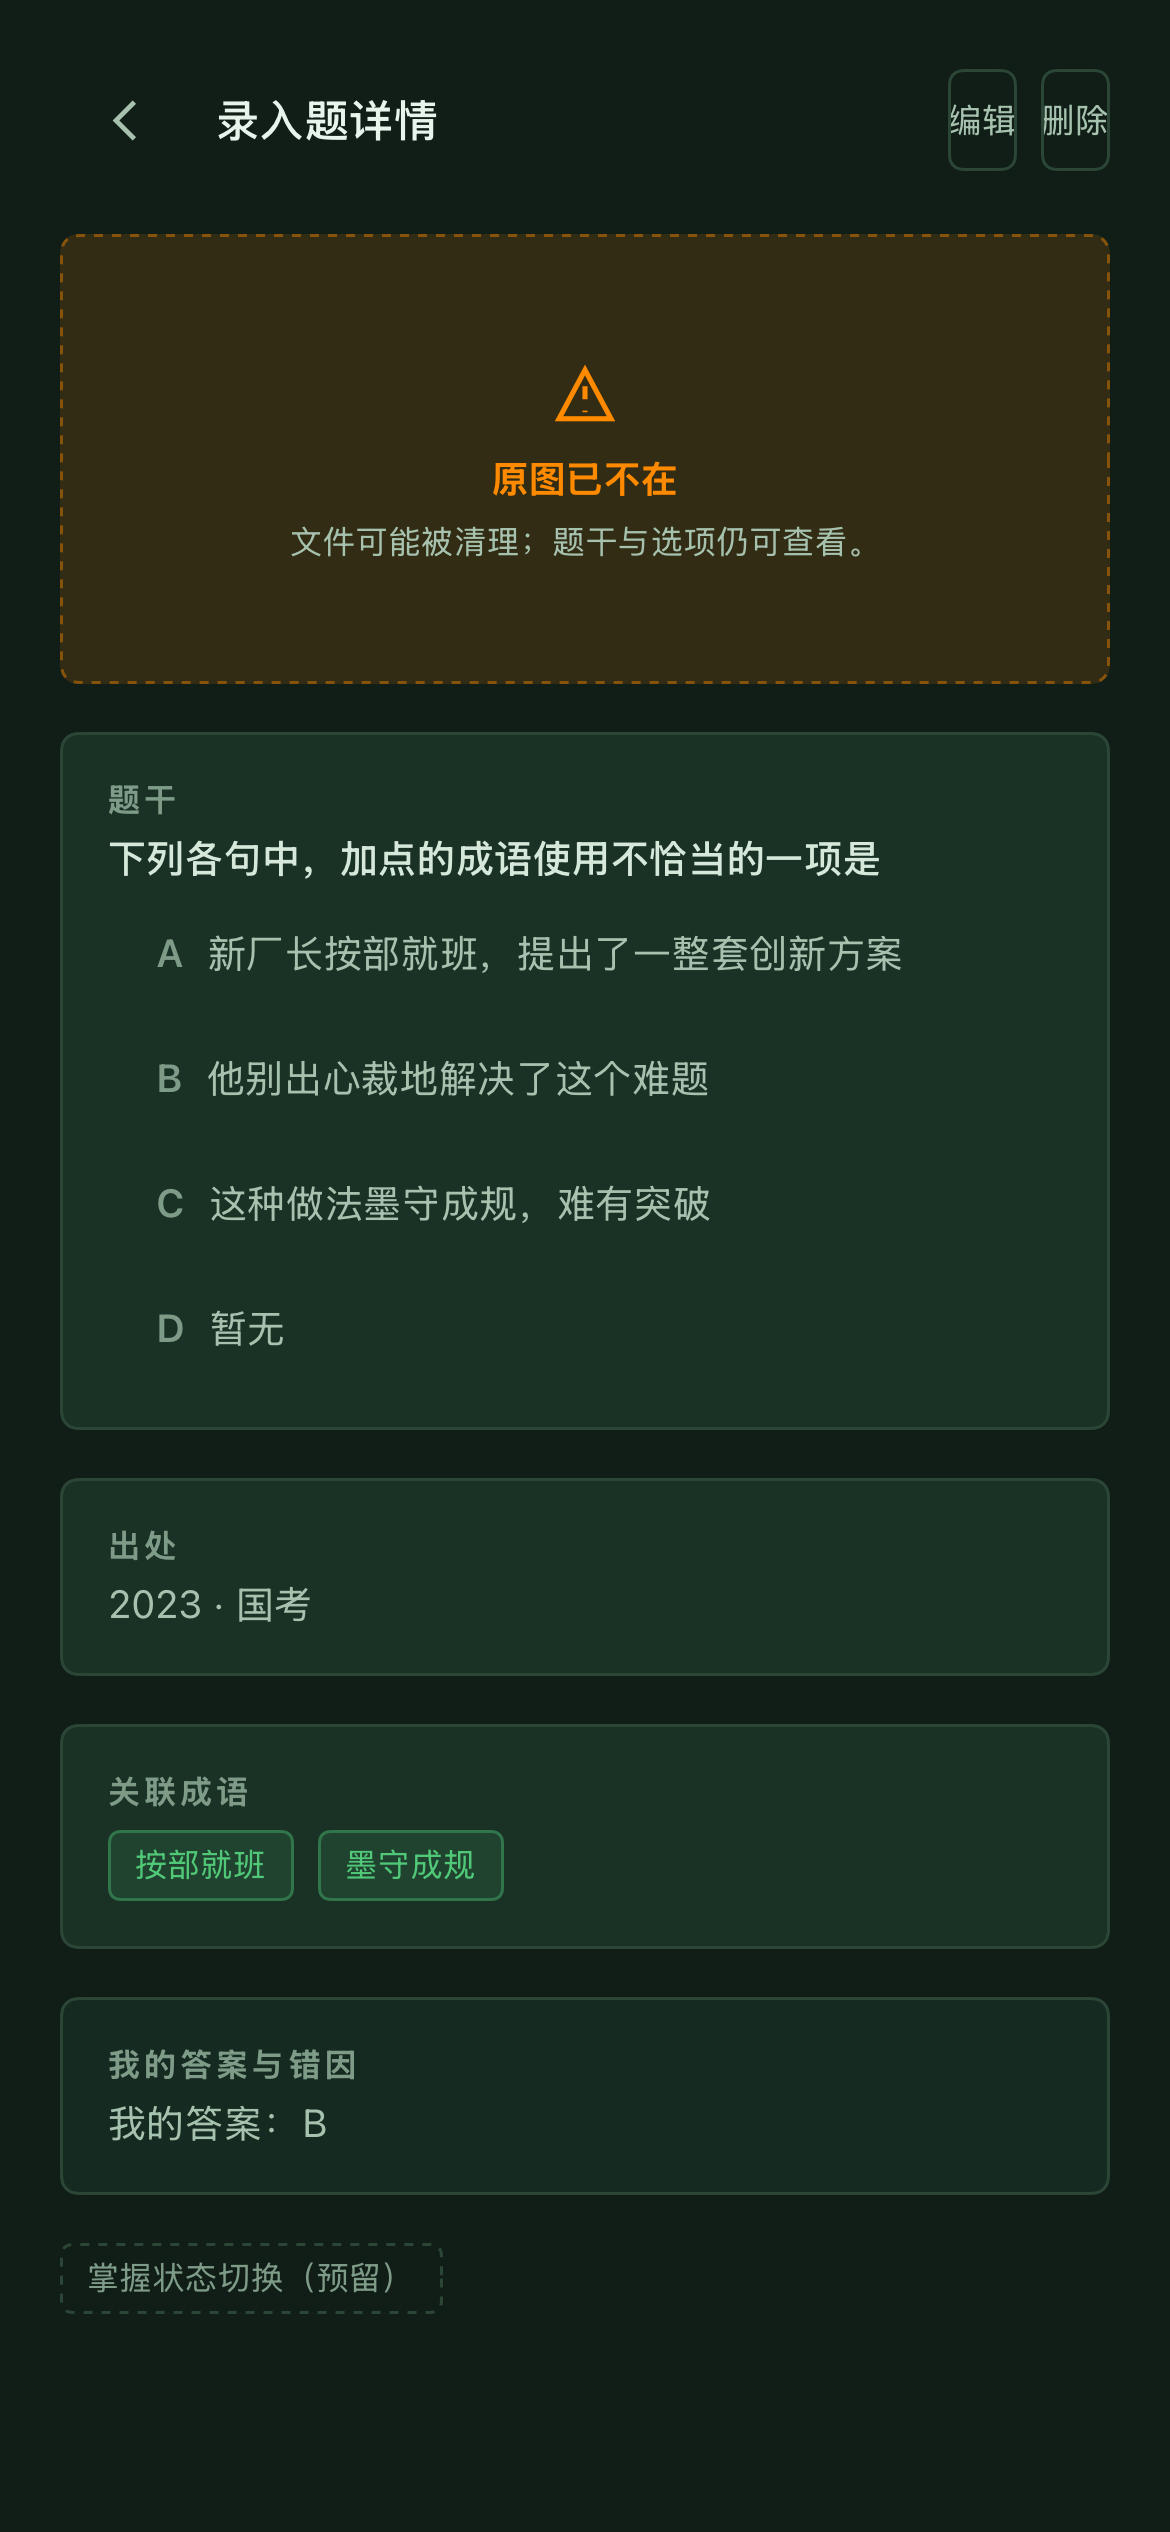 录入题详情
编辑
删除
原图已不在
文件可能被清理；题干与选项仍可查看。
题干
下列各句中，加点的成语使用不恰当的一项是
A 新厂长按部就班，提出了一整套创新方案
B 他别出心裁地解决了这个难题
C 这种做法墨守成规，难有突破
D 暂无
出处
2023 · 国考
关联成语
按部就班
墨守成规
我的答案与错因
我的答案：B
掌握状态切换（预留）